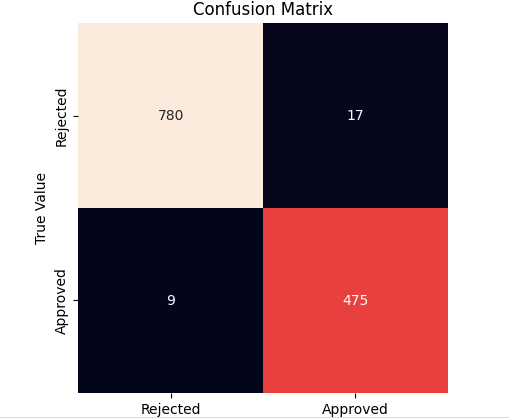 Confusion Matrix
Rejected
780
17
True Value
Approved
9
475
Rejected
Approved